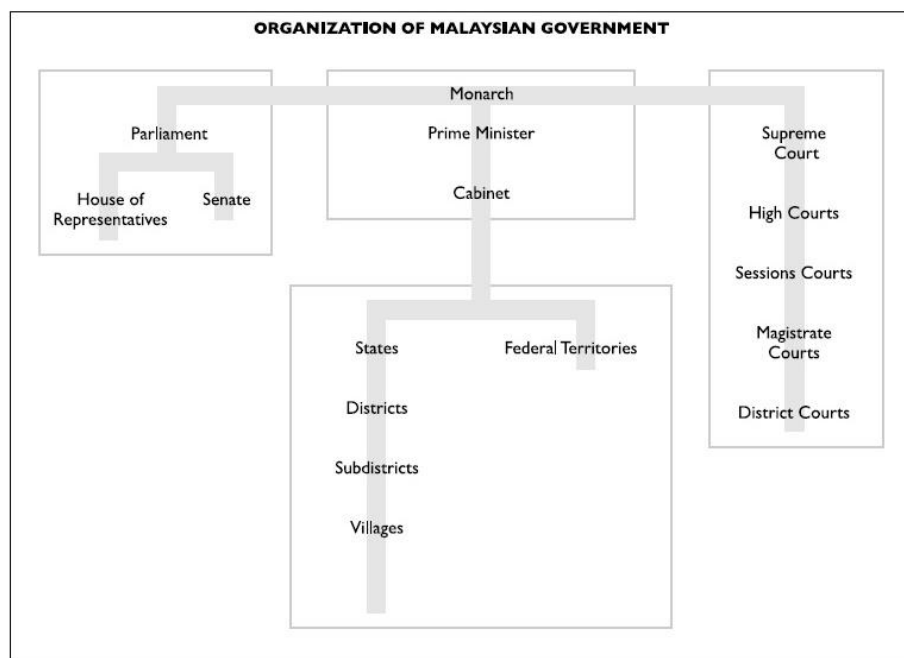 ORGANIZATION OF MALAYSIAN GOVERNMENT
Monarch
Parliament
Prime Minister
Supreme
Court
House of
Representatives
Senate
Cabinet
High Courts
Sessions Courts
Magistrate
Courts
District Courts
States
Federal Territories
Districts
Subdistricts
Villages